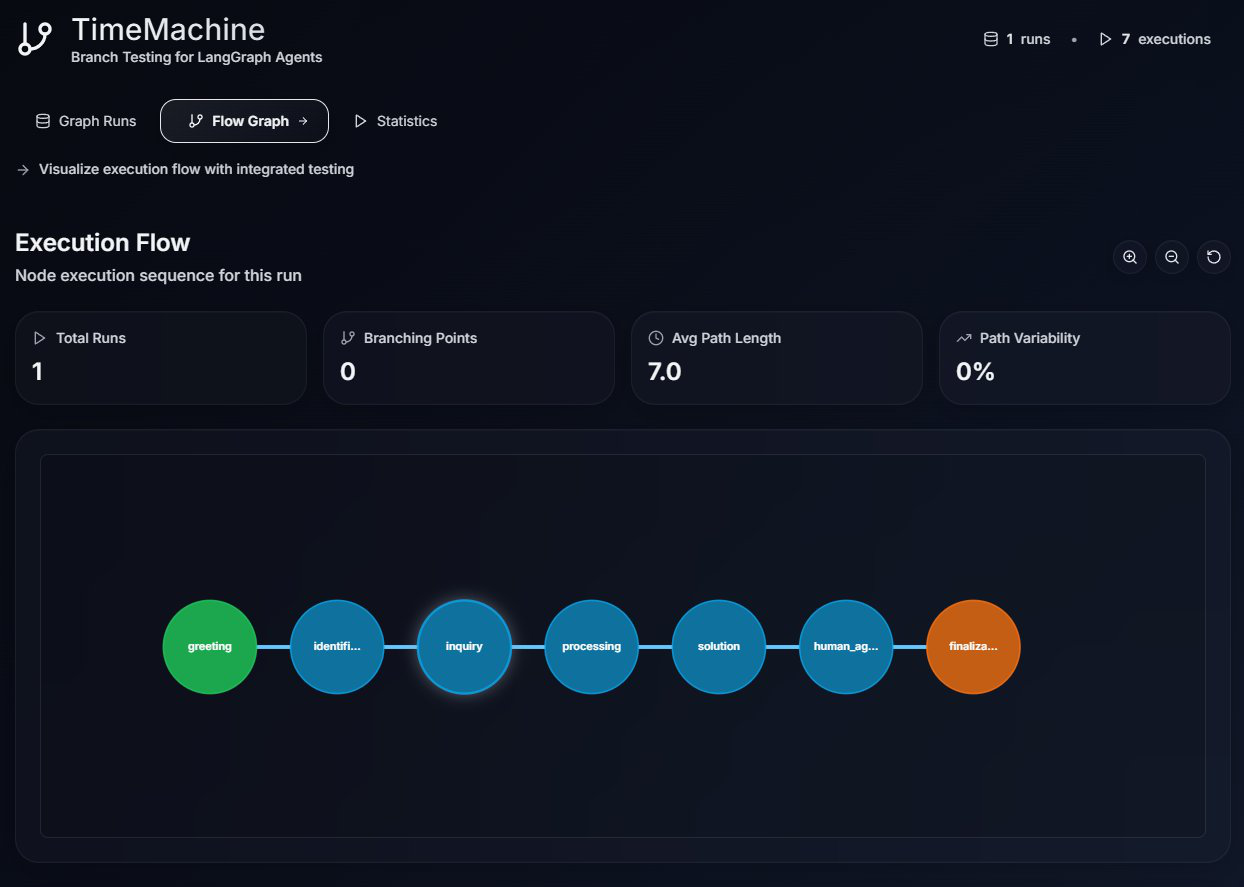 TimeMachine
Branch Testing for LangGraph Agents
1 runs • 7 executions
Graph Runs
Flow Graph →
Statistics
→ Visualize execution flow with integrated testing
Execution Flow
Node execution sequence for this run
Total Runs
1
Branching Points
0
Avg Path Length
7.0
Path Variability
0%
greeting
identifi...
inquiry
processing
solution
human_ag...
finaliza...